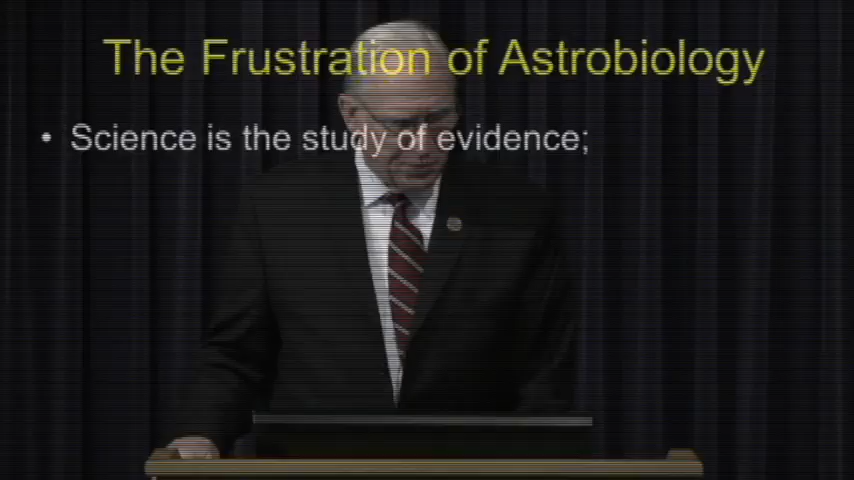 The Frustration of Astrobiology
• Science is the study of evidence;